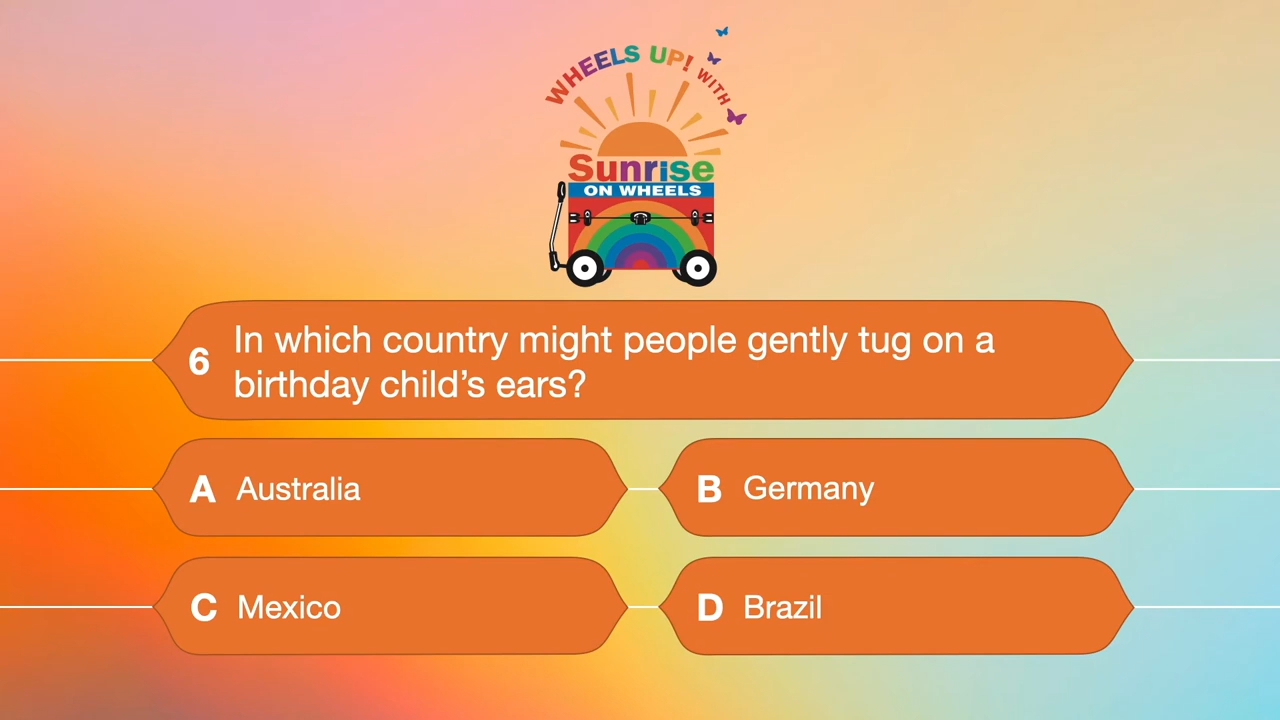 WHEELS UP! WITH
Sunrise
ON WHEELS
6
In which country might people gently tug on a
birthday child’s ears?
A Australia
B Germany
C Mexico
D Brazil